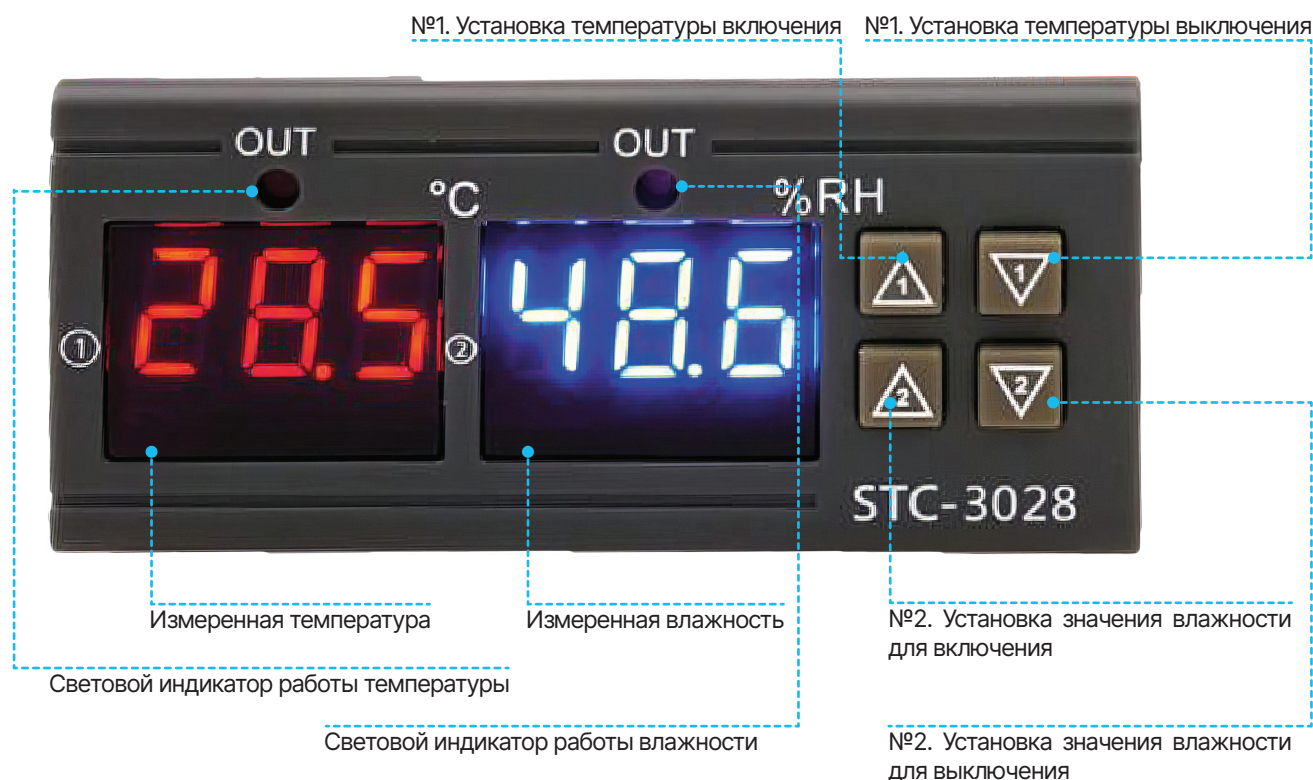 №1. Установка температуры включения
№1. Установка температуры выключения
OUT
OUT
°C
%RH
28.5
48.6
①
②
1
1
2
2
STC-3028
Измеренная температура
Измеренная влажность
№2. Установка значения влажности
для включения
Световой индикатор работы температуры
Световой индикатор работы влажности
№2. Установка значения влажности
для выключения